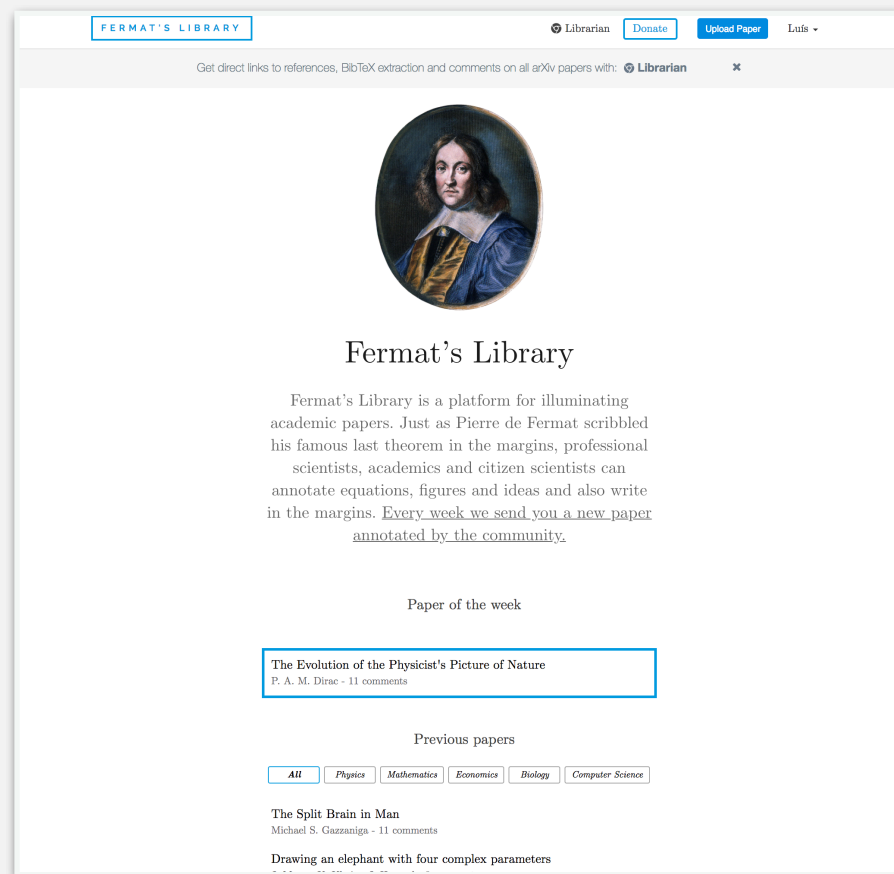 FERMAT'S LIBRARY
Librarian
Donate
Upload Paper
Luís
Get direct links to references, BibTeX extraction and comments on all arXiv papers with: Librarian
Fermat's Library
Fermat's Library is a platform for illuminating
academic papers. Just as Pierre de Fermat scribbled
his famous last theorem in the margins, professional
scientists, academics and citizen scientists can
annotate equations, figures and ideas and also write
in the margins. Every week we send you a new paper
annotated by the community.
Paper of the week
The Evolution of the Physicist's Picture of Nature
P. A. M. Dirac - 11 comments
Previous papers
All
Physics
Mathematics
Economics
Biology
Computer Science
The Split Brain in Man
Michael S. Gazzaniga - 11 comments
Drawing an elephant with four complex parameters